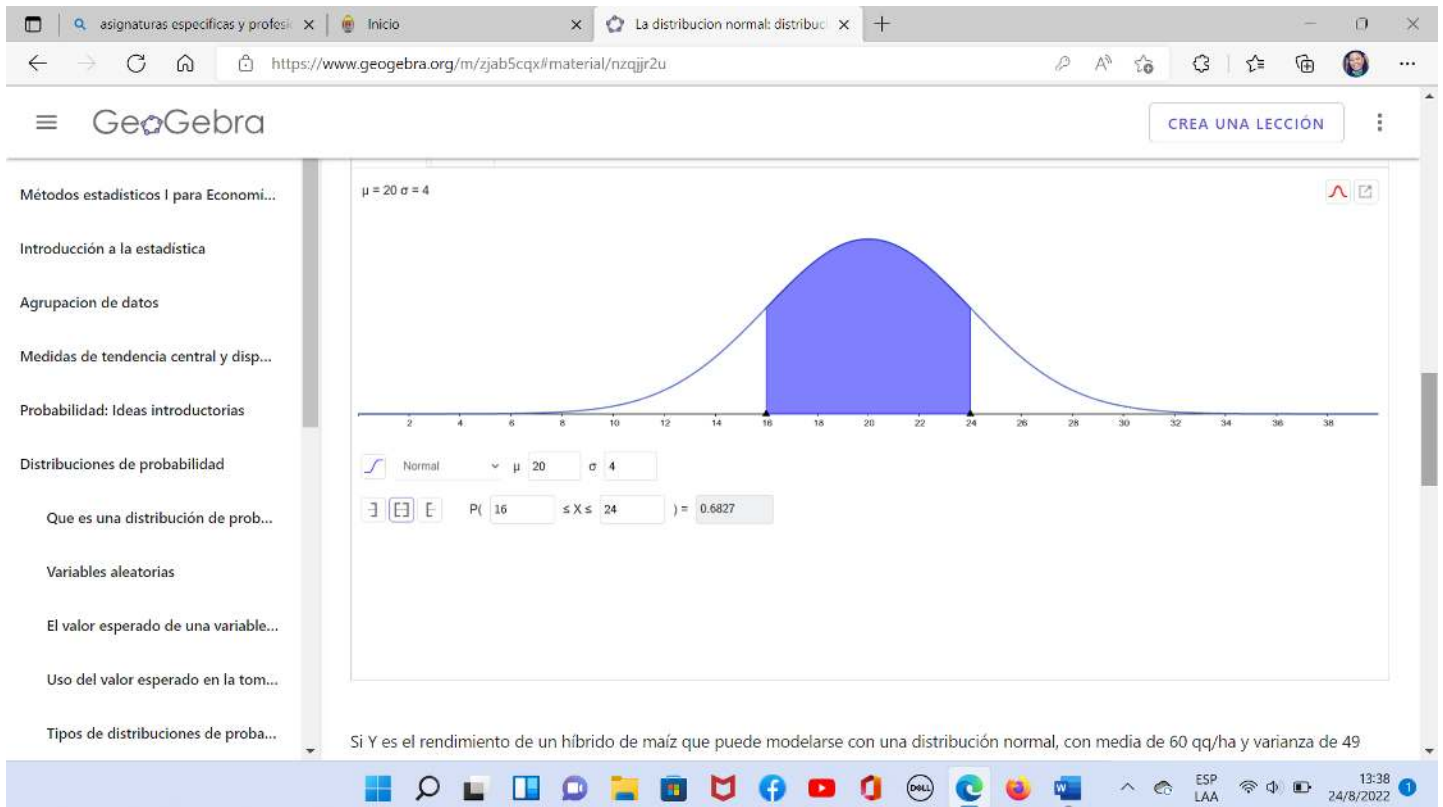 asignaturas especificas y profesi
Inicio
La distribucion normal: distribuc
https://www.geogebra.org/m/zjab5cqx#material/nzqjjr2u
GeoGebra
CREA UNA LECCIÓN
Métodos estadísticos I para Economi...
Introducción a la estadística
Agrupacion de datos
Medidas de tendencia central y disp...
Probabilidad: Ideas introductorias
Distribuciones de probabilidad
Que es una distribución de prob...
Variables aleatorias
El valor esperado de una variable...
Uso del valor esperado en la tom...
Tipos de distribuciones de proba...
μ = 20 σ = 4
2 4 6 8 10 12 14 16 18 20 22 24 26 28 30 32 34 36 38
Normal μ 20 σ 4
P( 16 ≤ X ≤ 24 ) = 0.6827
Si Y es el rendimiento de un híbrido de maíz que puede modelarse con una distribución normal, con media de 60 qq/ha y varianza de 49
DELL
ESP
LAA
13:38
24/8/2022
1